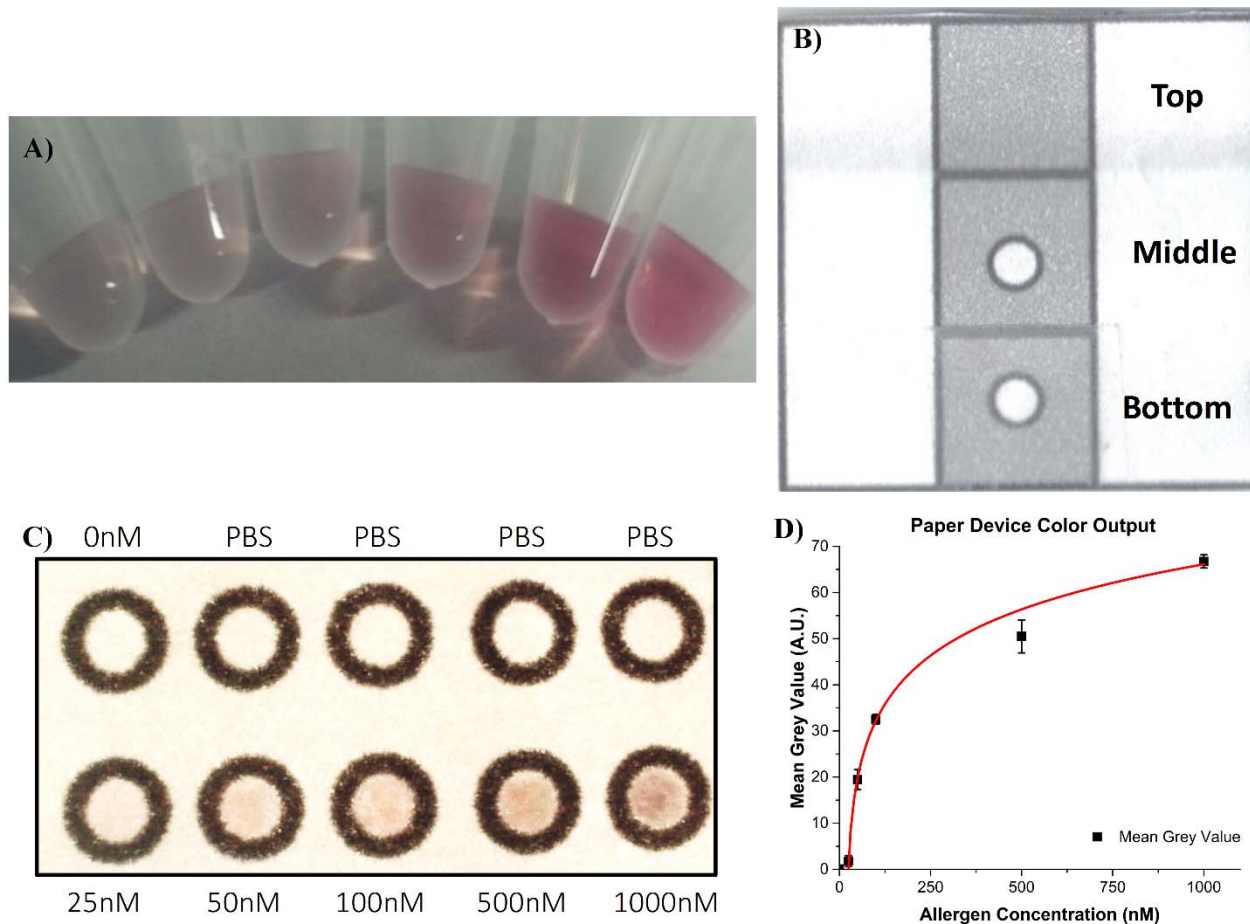 A)
B)
Top
Middle
Bottom
C)
0nM PBS PBS PBS PBS
25nM 50nM 100nM 500nM 1000nM
D)
Paper Device Color Output
Mean Grey Value (A.U.)
70
60
50
40
30
20
10
0
Mean Grey Value
0 250 500 750 1000
Allergen Concentration (nM)